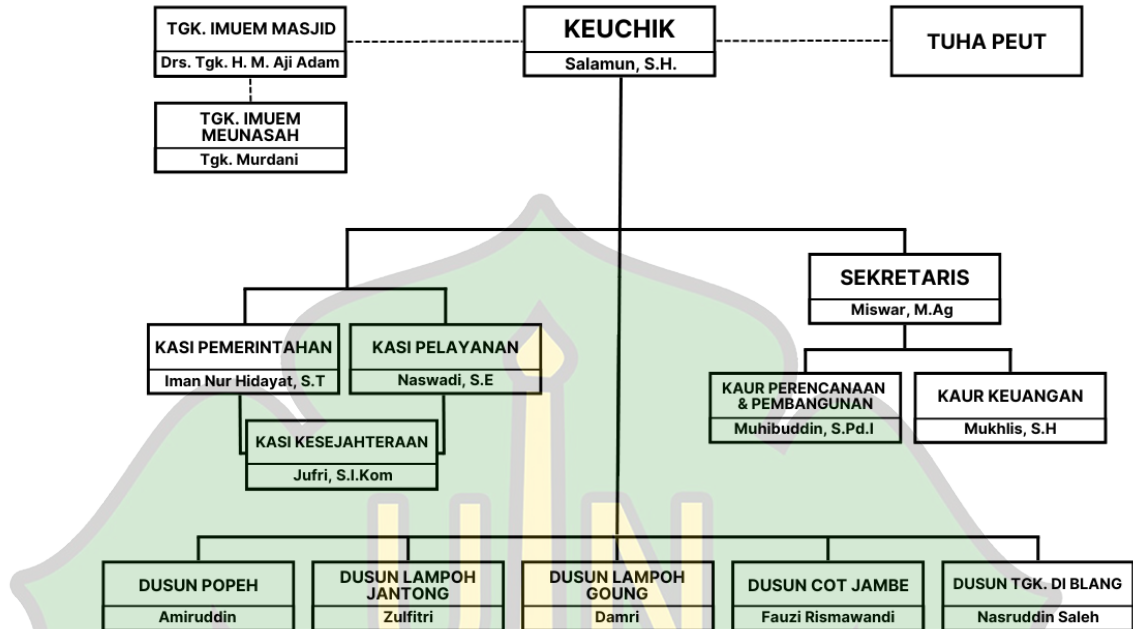 TGK. IMUEM MASJID
Drs. Tgk. H. M. Aji Adam
KEUCHIK
Salamun, S.H.
TUHA PEUT
TGK. IMUEM
MEUNASAH
Tgk. Murdani
SEKRETARIS
Miswar, M.Ag
KASI PEMERINTAHAN
Iman Nur Hidayat, S.T
KASI PELAYANAN
Naswadi, S.E
KAUR PERENCANAAN
& PEMBANGUNAN
Muhibuddin, S.Pd.I
KAUR KEUANGAN
Mukhlis, S.H
KASI KESEJAHTERAAN
Jufri, S.I.Kom
UIN
DUSUN POPEH
Amiruddin
DUSUN LAMPOH
JANTONG
Zulfitri
DUSUN LAMPOH
GOUNG
Damri
DUSUN COT JAMBE
Fauzi Rismawandi
DUSUN TGK. DI BLANG
Nasruddin Saleh